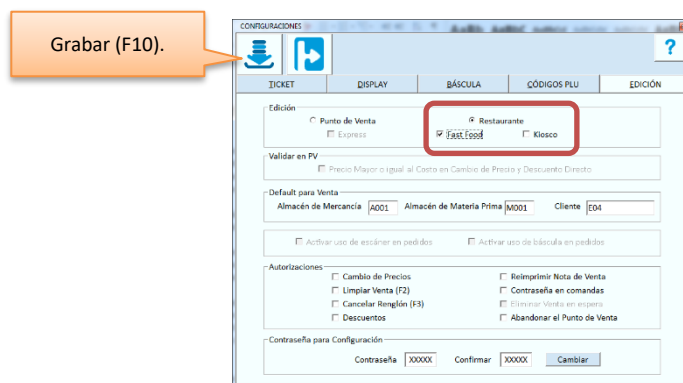 Grabar (F10).
CONFIGURACIONES
?
TICKET DISPLAY BÁSCULA CÓDIGOS PLU EDICIÓN
Edición
Punto de Venta Restaurante
Express Fast Food Kiosco
Validar en PV
Precio Mayor o igual al Costo en Cambio de Precio y Descuento Directo
Default para Venta
Almacén de Mercancía A001 Almacén de Materia Prima M001 Cliente E04
Activar uso de escáner en pedidos Activar uso de báscula en pedidos
Autorizaciones
Cambio de Precios Reimprimir Nota de Venta
Limpiar Venta (F2) Contraseña en comandas
Cancelar Renglón (F3) Eliminar Venta en espera
Descuentos Abandonar el Punto de Venta
Contraseña para Configuración
Contraseña XXXXX Confirmar XXXXX Cambiar